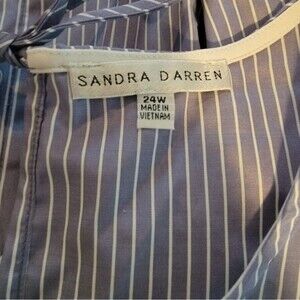 SANDRA DARREN
24W
MADE IN
VIETNAM